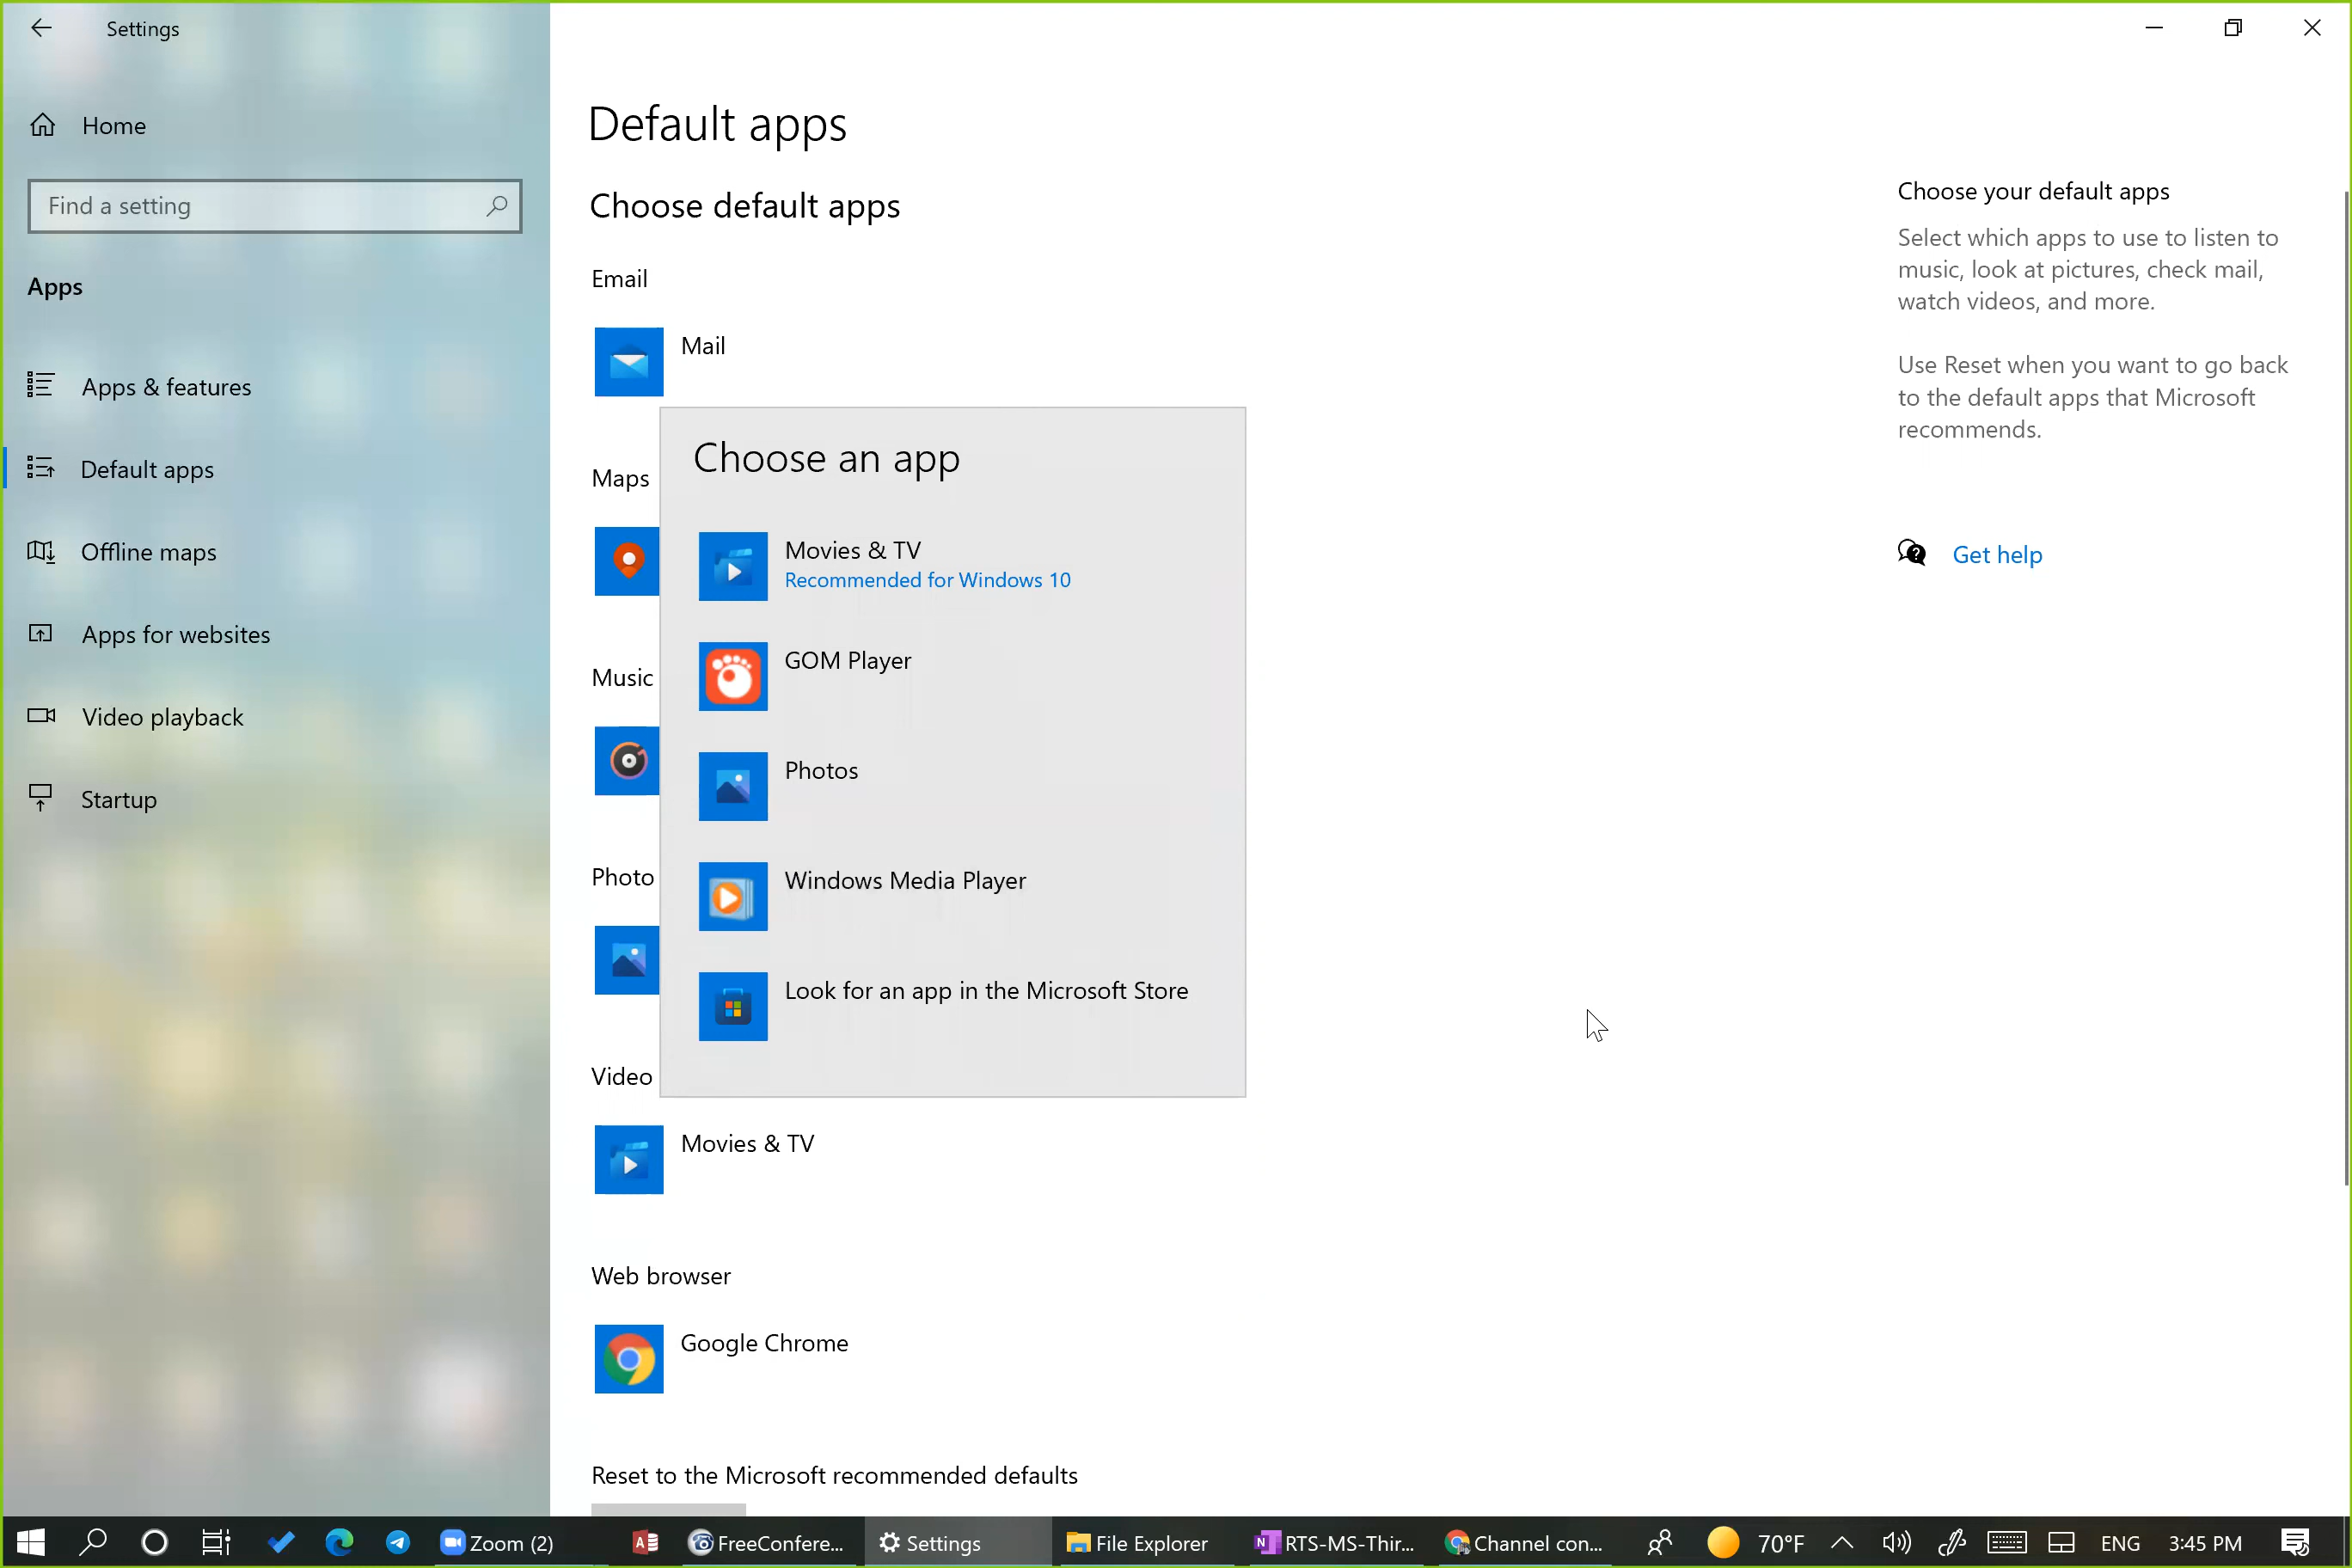 Settings
Home
Find a setting
Apps
Apps & features
Default apps
Offline maps
Apps for websites
Video playback
Startup
Default apps
Choose default apps
Email
Mail
Maps
Music
Photo
Video
Choose an app
Movies & TV
Recommended for Windows 10
GOM Player
Photos
Windows Media Player
Look for an app in the Microsoft Store
Movies & TV
Web browser
Google Chrome
Reset to the Microsoft recommended defaults
Choose your default apps
Select which apps to use to listen to
music, look at pictures, check mail,
watch videos, and more.
Use Reset when you want to go back
to the default apps that Microsoft
recommends.
Get help
Zoom (2)
FreeConfere...
Settings
File Explorer
RTS-MS-Thir...
Channel con...
70°F
ENG
3:45 PM